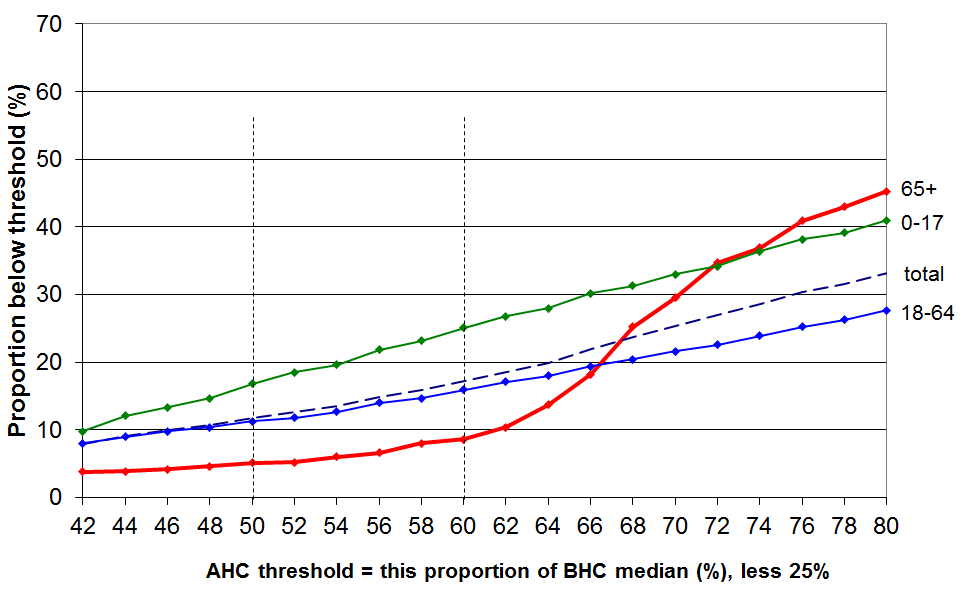 Proportion below threshold (%)
70
60
50
40
30
20
10
0
65+
0-17
total
18-64
42 44 46 48 50 52 54 56 58 60 62 64 66 68 70 72 74 76 78 80
AHC threshold = this proportion of BHC median (%), less 25%